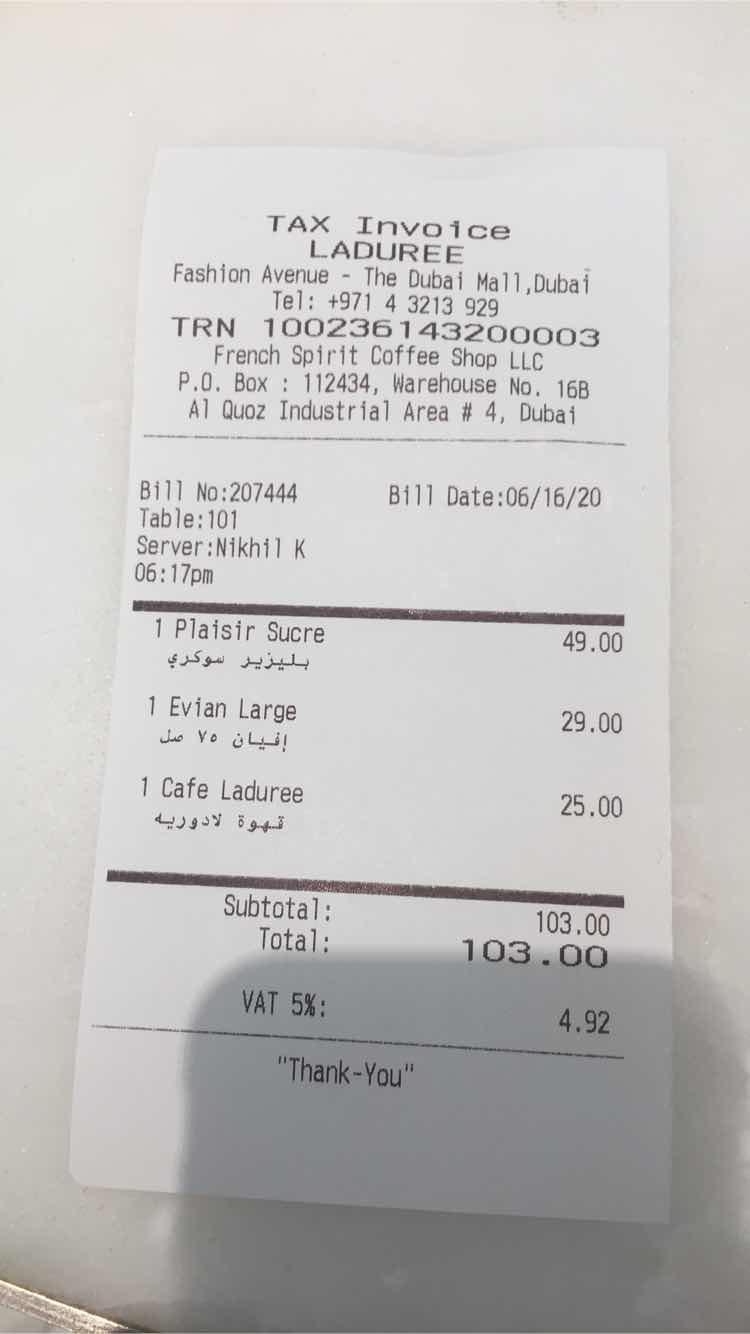 TAX Invoice
LADUREE
Fashion Avenue - The Dubai Mall,Dubai
Tel: +971 4 3213 929
TRN 100236143200003
French Spirit Coffee Shop LLC
P.O. Box : 112434, Warehouse No. 16B
Al Quoz Industrial Area # 4, Dubai
Bill No:207444 Bill Date:06/16/20
Table:101
Server:Nikhil K
06:17pm
1 Plaisir Sucre 49.00
بليزير سوكري
1 Evian Large 29.00
إفيان ٧٥ صل
1 Cafe Laduree 25.00
قهوة لادوريه
Subtotal: 103.00
Total: 103.00
VAT 5%: 4.92
"Thank-You"